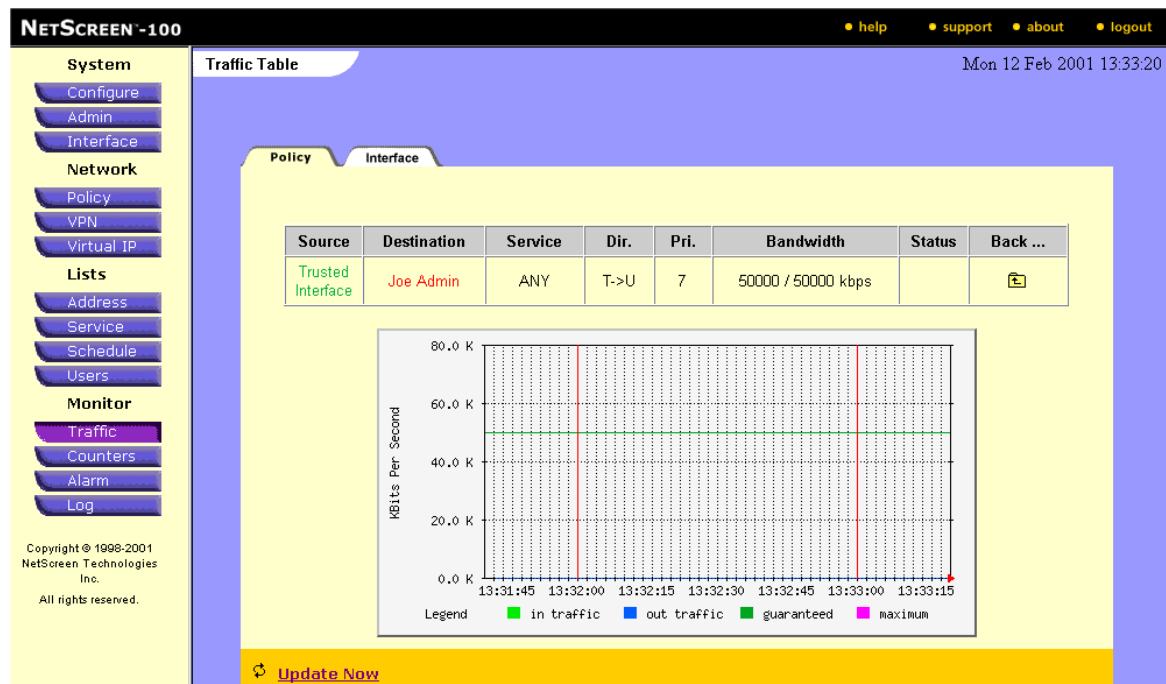 NETSCREEN-100
help support about logout
System
Configure
Admin
Interface
Network
Policy
VPN
Virtual IP
Lists
Address
Service
Schedule
Users
Monitor
Traffic
Counters
Alarm
Log
Copyright © 1998-2001
NetScreen Technologies
Inc.
All rights reserved.
Traffic Table
Mon 12 Feb 2001 13:33:20
Policy Interface
Source Destination Service Dir. Pri. Bandwidth Status Back ...
Trusted
Interface
Joe Admin ANY T->U 7 50000 / 50000 kbps
80.0 K
60.0 K
40.0 K
20.0 K
0.0 K
KBits Per Second
13:31:45 13:32:00 13:32:15 13:32:30 13:32:45 13:33:00 13:33:15
Legend in traffic out traffic guaranteed maximum
Update Now